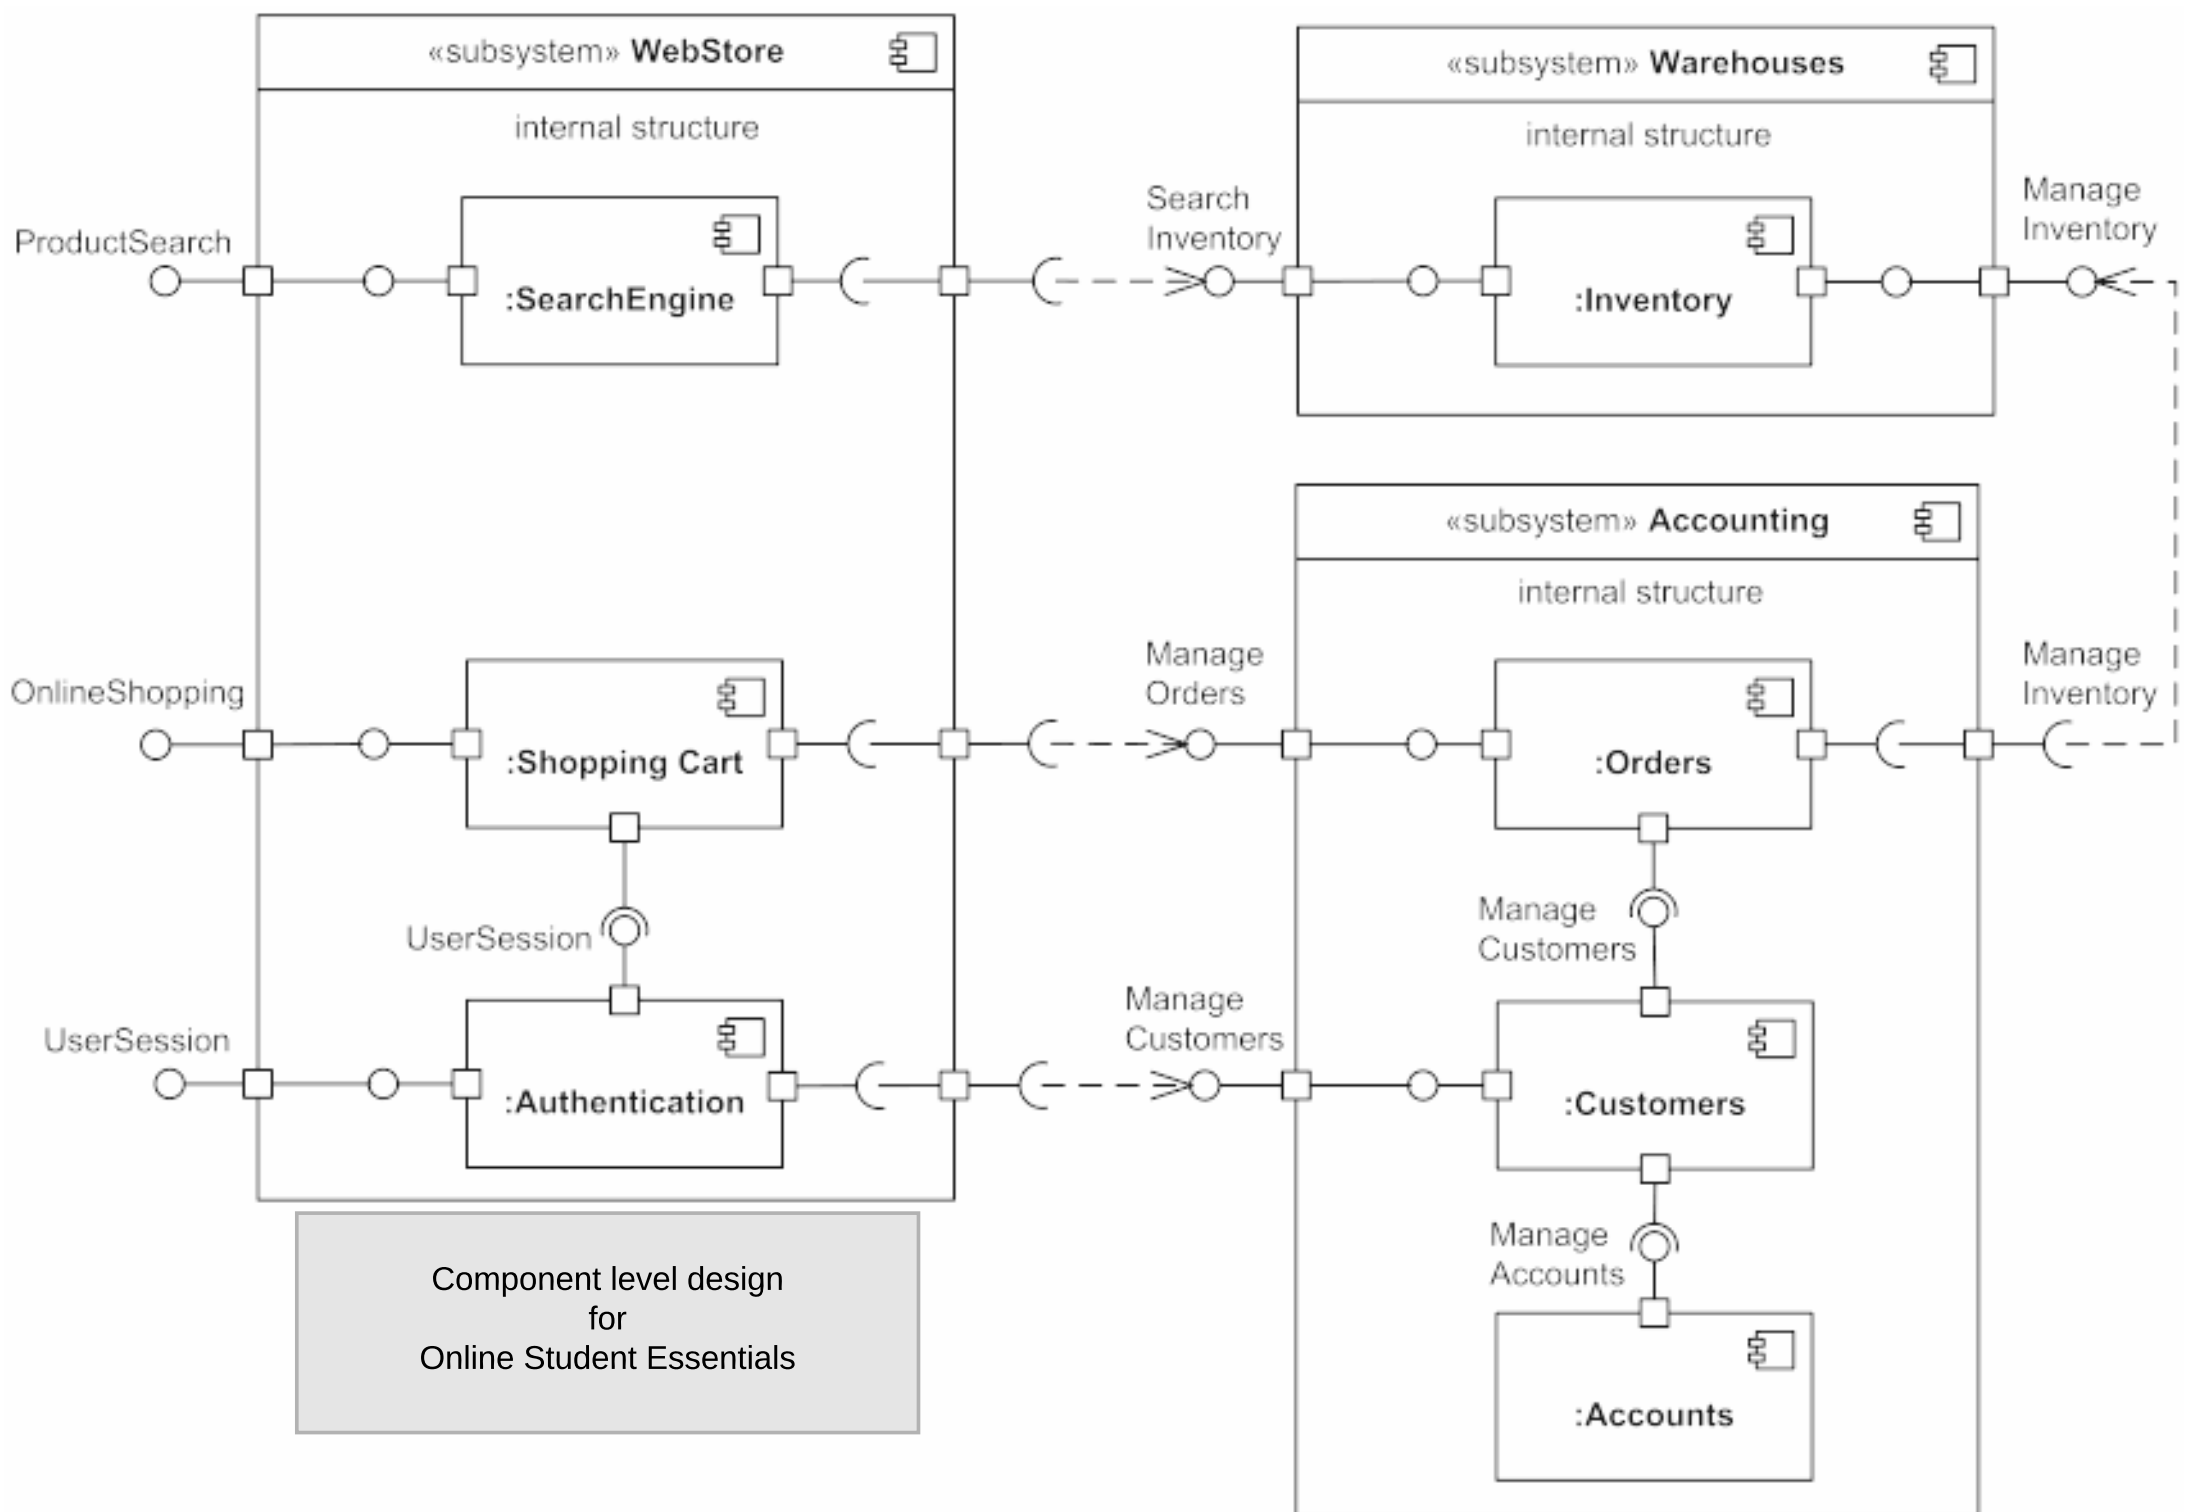 «subsystem» WebStore
internal structure
ProductSearch
:SearchEngine
OnlineShopping
:Shopping Cart
UserSession
UserSession
:Authentication
Search
Inventory
«subsystem» Warehouses
internal structure
:Inventory
Manage
Inventory
Manage
Orders
«subsystem» Accounting
internal structure
:Orders
Manage
Inventory
Manage
Customers
Manage
Customers
:Customers
Manage
Accounts
:Accounts
Component level design
for
Online Student Essentials